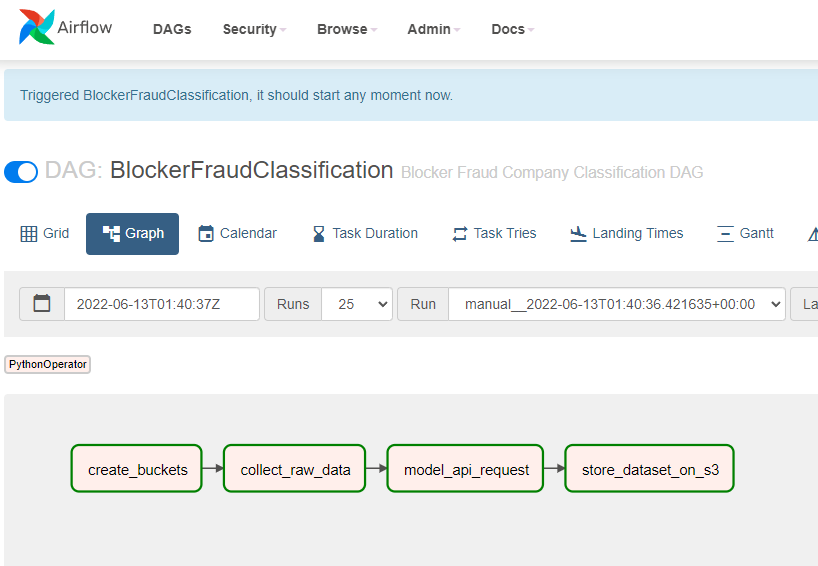 Airflow DAGs Security Browse Admin Docs
Triggered BlockerFraudClassification, it should start any moment now.
DAG: BlockerFraudClassification Blocker Fraud Company Classification DAG
Grid Graph Calendar Task Duration Task Tries Landing Times Gantt
2022-06-13T01:40:37Z Runs 25 Run manual__2022-06-13T01:40:36.421635+00:00 La
PythonOperator
create_buckets collect_raw_data model_api_request store_dataset_on_s3